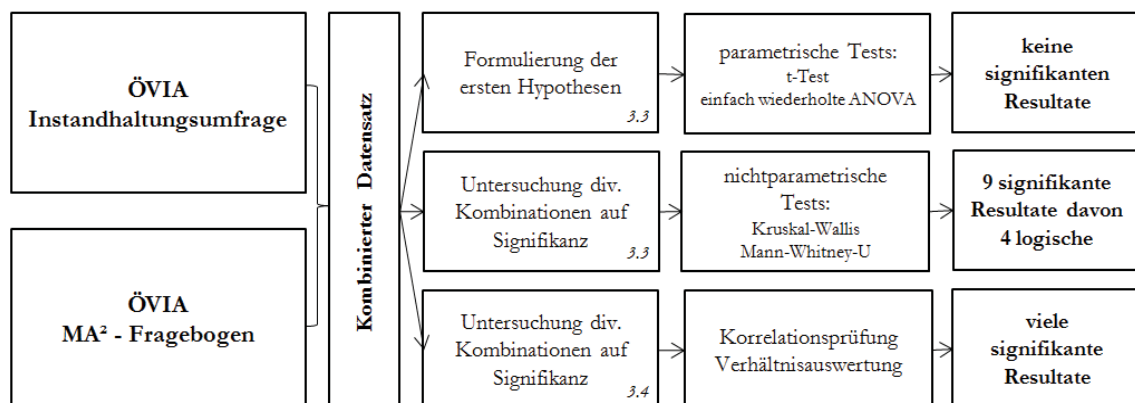 ÖVIA
Instandhaltungsumfrage
ÖVIA
MA² - Fragebogen
Kombinierter Datensatz
Formulierung der
ersten Hypothesen
3.3
parametrische Tests:
t-Test
einfach wiederholte ANOVA
keine
signifikanten
Resultate
Untersuchung div.
Kombinationen auf
Signifikanz
3.3
nichtparametrische
Tests:
Kruskal-Wallis
Mann-Whitney-U
9 signifikante
Resultate davon
4 logische
Untersuchung div.
Kombinationen auf
Signifikanz
3.4
Korrelationsprüfung
Verhältnisauswertung
viele
signifikante
Resultate